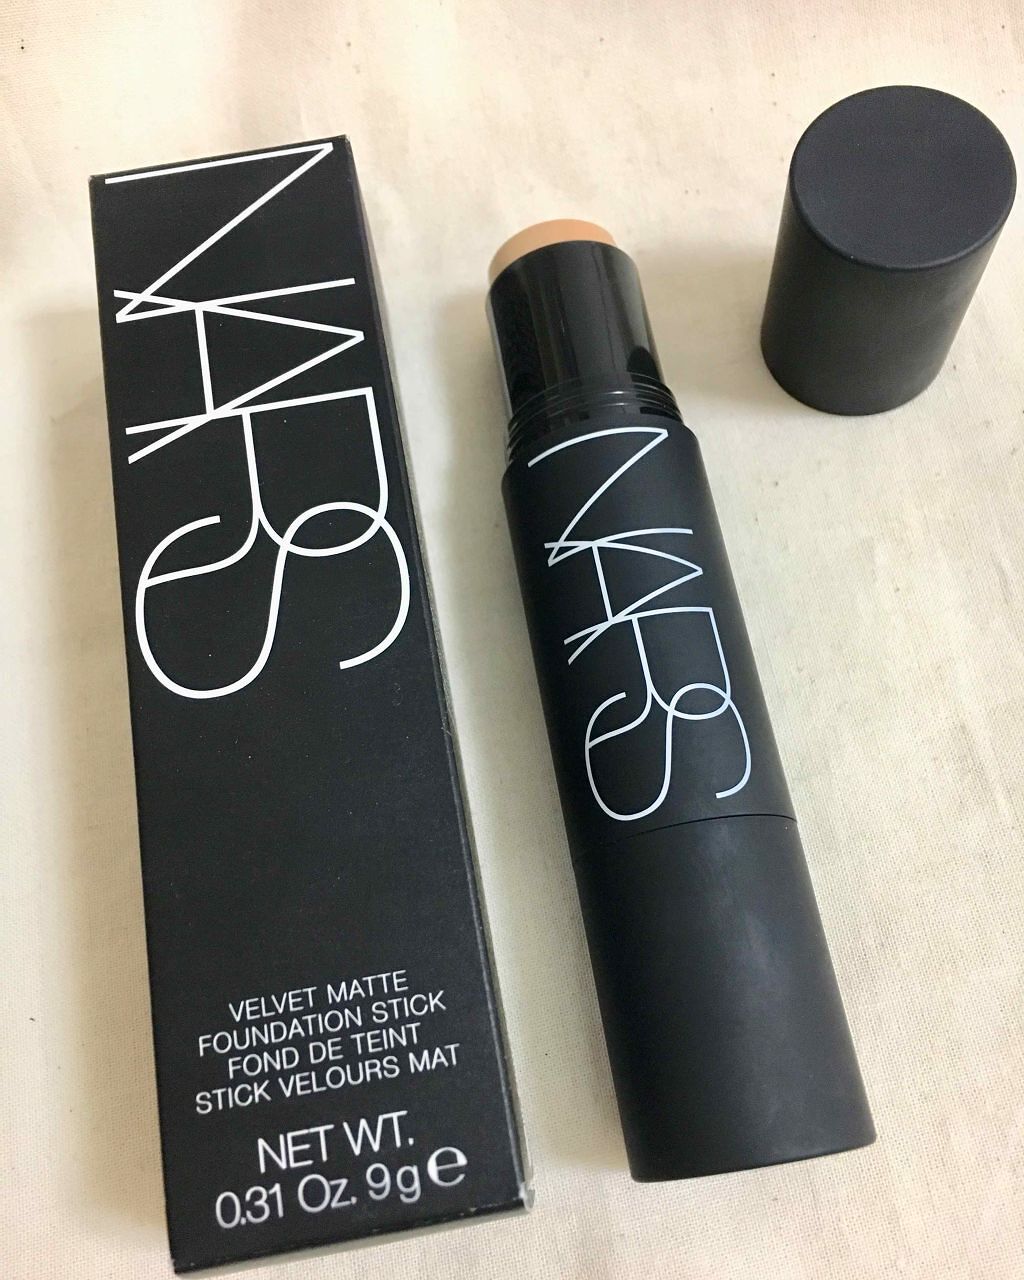 NARS
VELVET MATTE
FOUNDATION STICK
FOND DE TEINT
STICK VELOURS MAT
NET WT.
0.31 Oz. 9g e
NARS